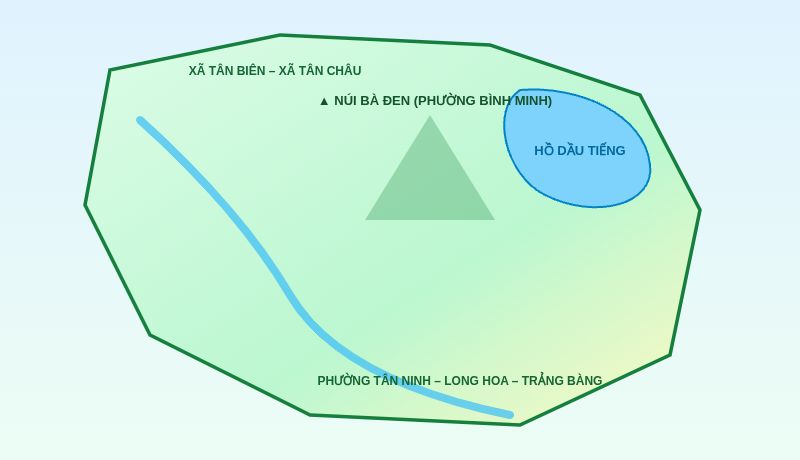 XÃ TÂN BIÊN – XÃ TÂN CHÂU
▲ NÚI BÀ ĐEN (PHƯỜNG BÌNH MINH)
HỒ DẦU TIẾNG
PHƯỜNG TÂN NINH – LONG HOA – TRẢNG BÀNG